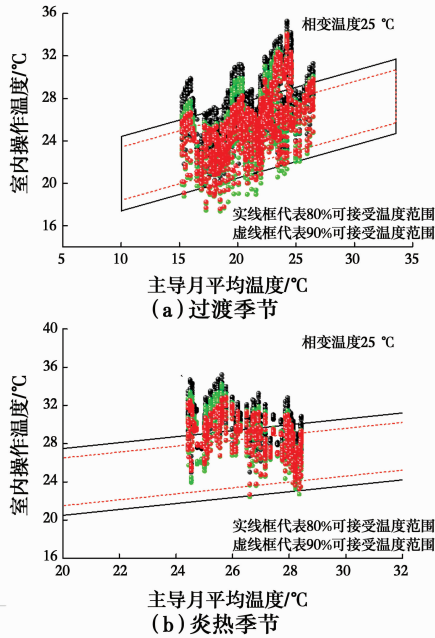 36
相变温度25 ℃
32
28
24
20
16
室内操作温度/℃
实线框代表80%可接受温度范围
虚线框代表90%可接受温度范围
5 10 15 20 25 30 35
主导月平均温度/℃
(a)过渡季节
40
相变温度25 ℃
36
32
28
24
20
16
室内操作温度/℃
实线框代表80%可接受温度范围
虚线框代表90%可接受温度范围
20 22 24 26 28 30 32
主导月平均温度/℃
(b)炎热季节